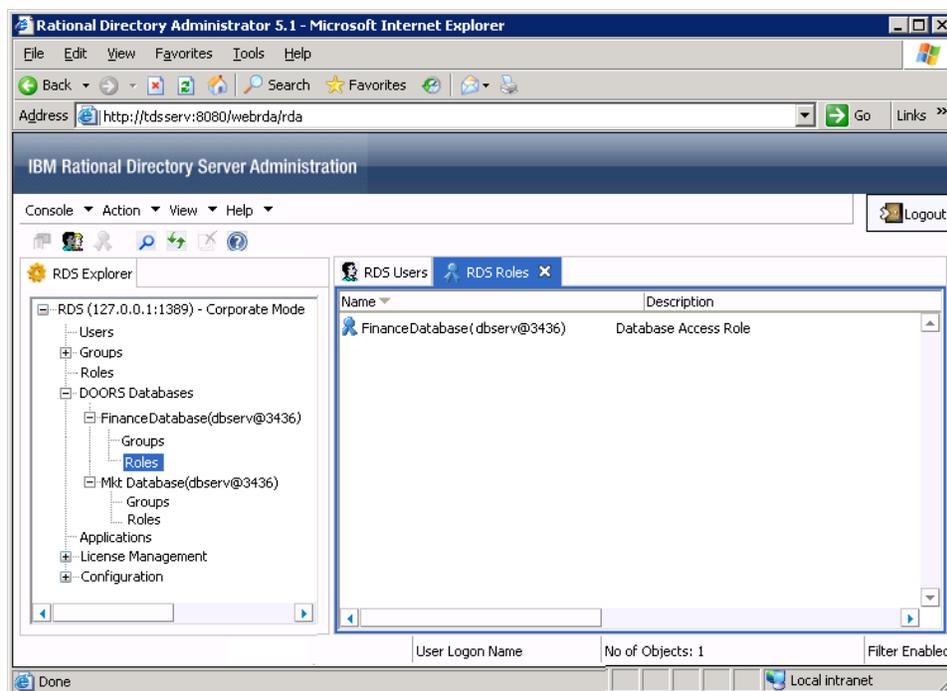 Rational Directory Administrator 5.1 - Microsoft Internet Explorer
File Edit View Favorites Tools Help
Back Search Favorites
Address http://tdsserv:8080/webrda/rda Go Links »
IBM Rational Directory Server Administration
Console Action View Help Logout
RDS Explorer
RDS (127.0.0.1:1389) - Corporate Mode
Users
Groups
Roles
DOORS Databases
FinanceDatabase(dbserv@3436)
Groups
Roles
Mkt Database(dbserv@3436)
Groups
Roles
Applications
License Management
Configuration
RDS Users RDS Roles
Name Description
FinanceDatabase(dbserv@3436) Database Access Role
User Logon Name No of Objects: 1 Filter Enabled
Done Local intranet